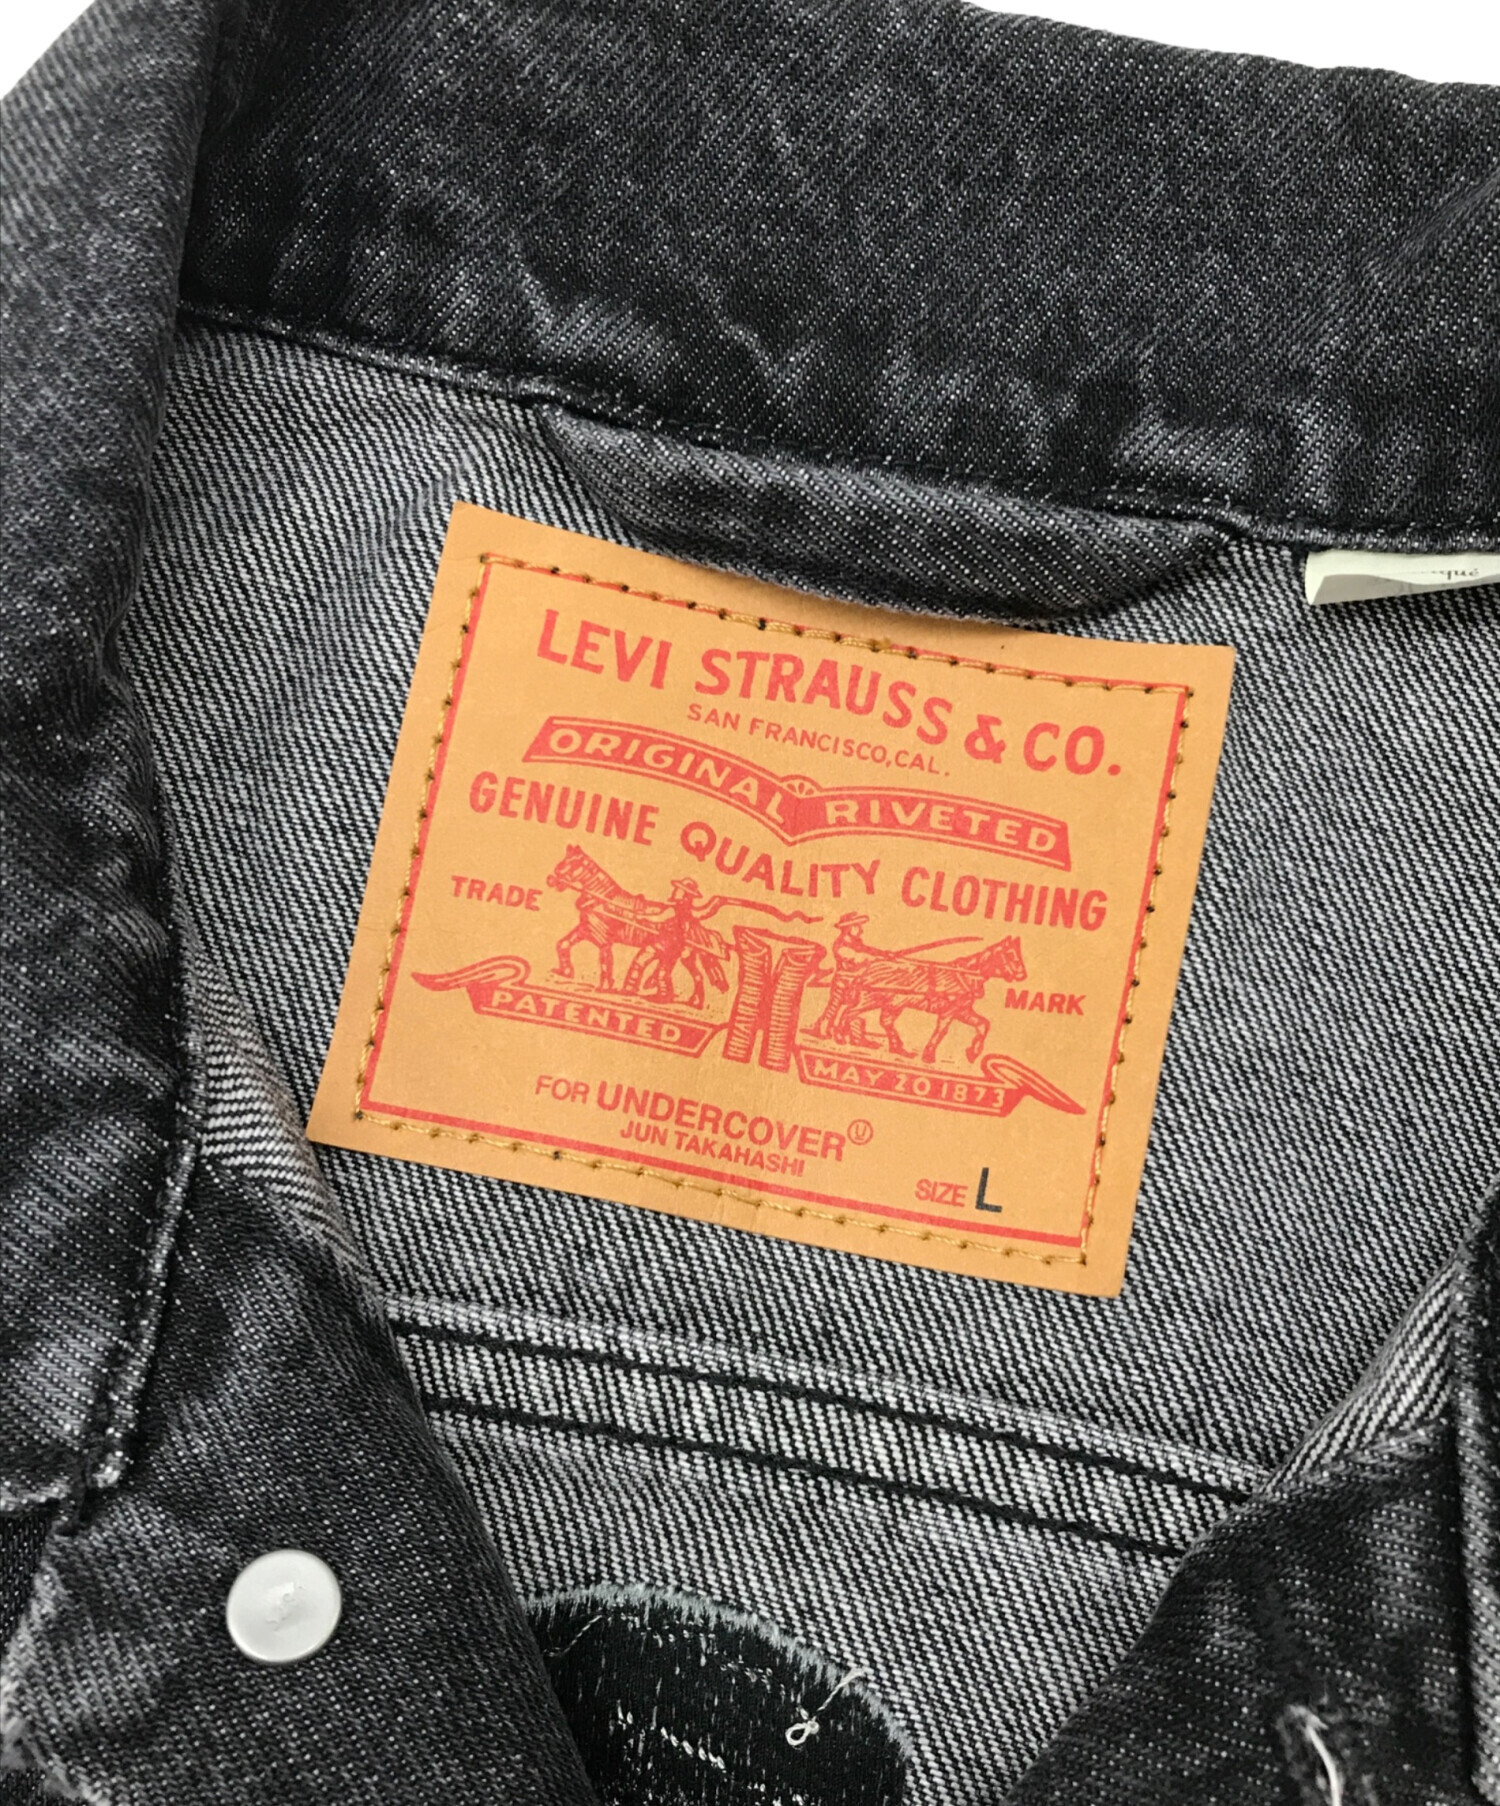 LEVI STRAUSS & CO.
SAN FRANCISCO, CAL.
ORIGINAL RIVETED
GENUINE QUALITY CLOTHING
TRADE MARK
PATENTED MAY 20 1873
FOR UNDERCOVER Ⓤ
JUN TAKAHASHI
SIZE L